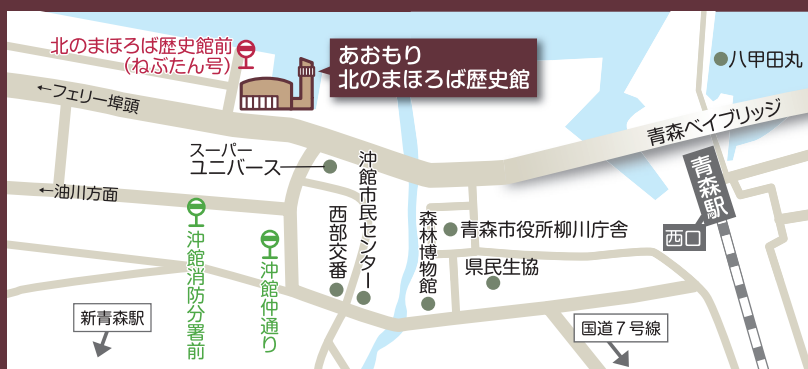 北のまほろば歴史館前
(ねぶたん号)
あおもり
北のまほろば歴史館
八甲田丸
←フェリー埠頭
青森ベイブリッジ
スーパー
ユニバース
←油川方面
沖館市民センター
西部交番
森林博物館
青森市役所柳川庁舎
県民生協
青森駅
西口
沖館消防分署前
沖館仲通り
新青森駅
国道7号線